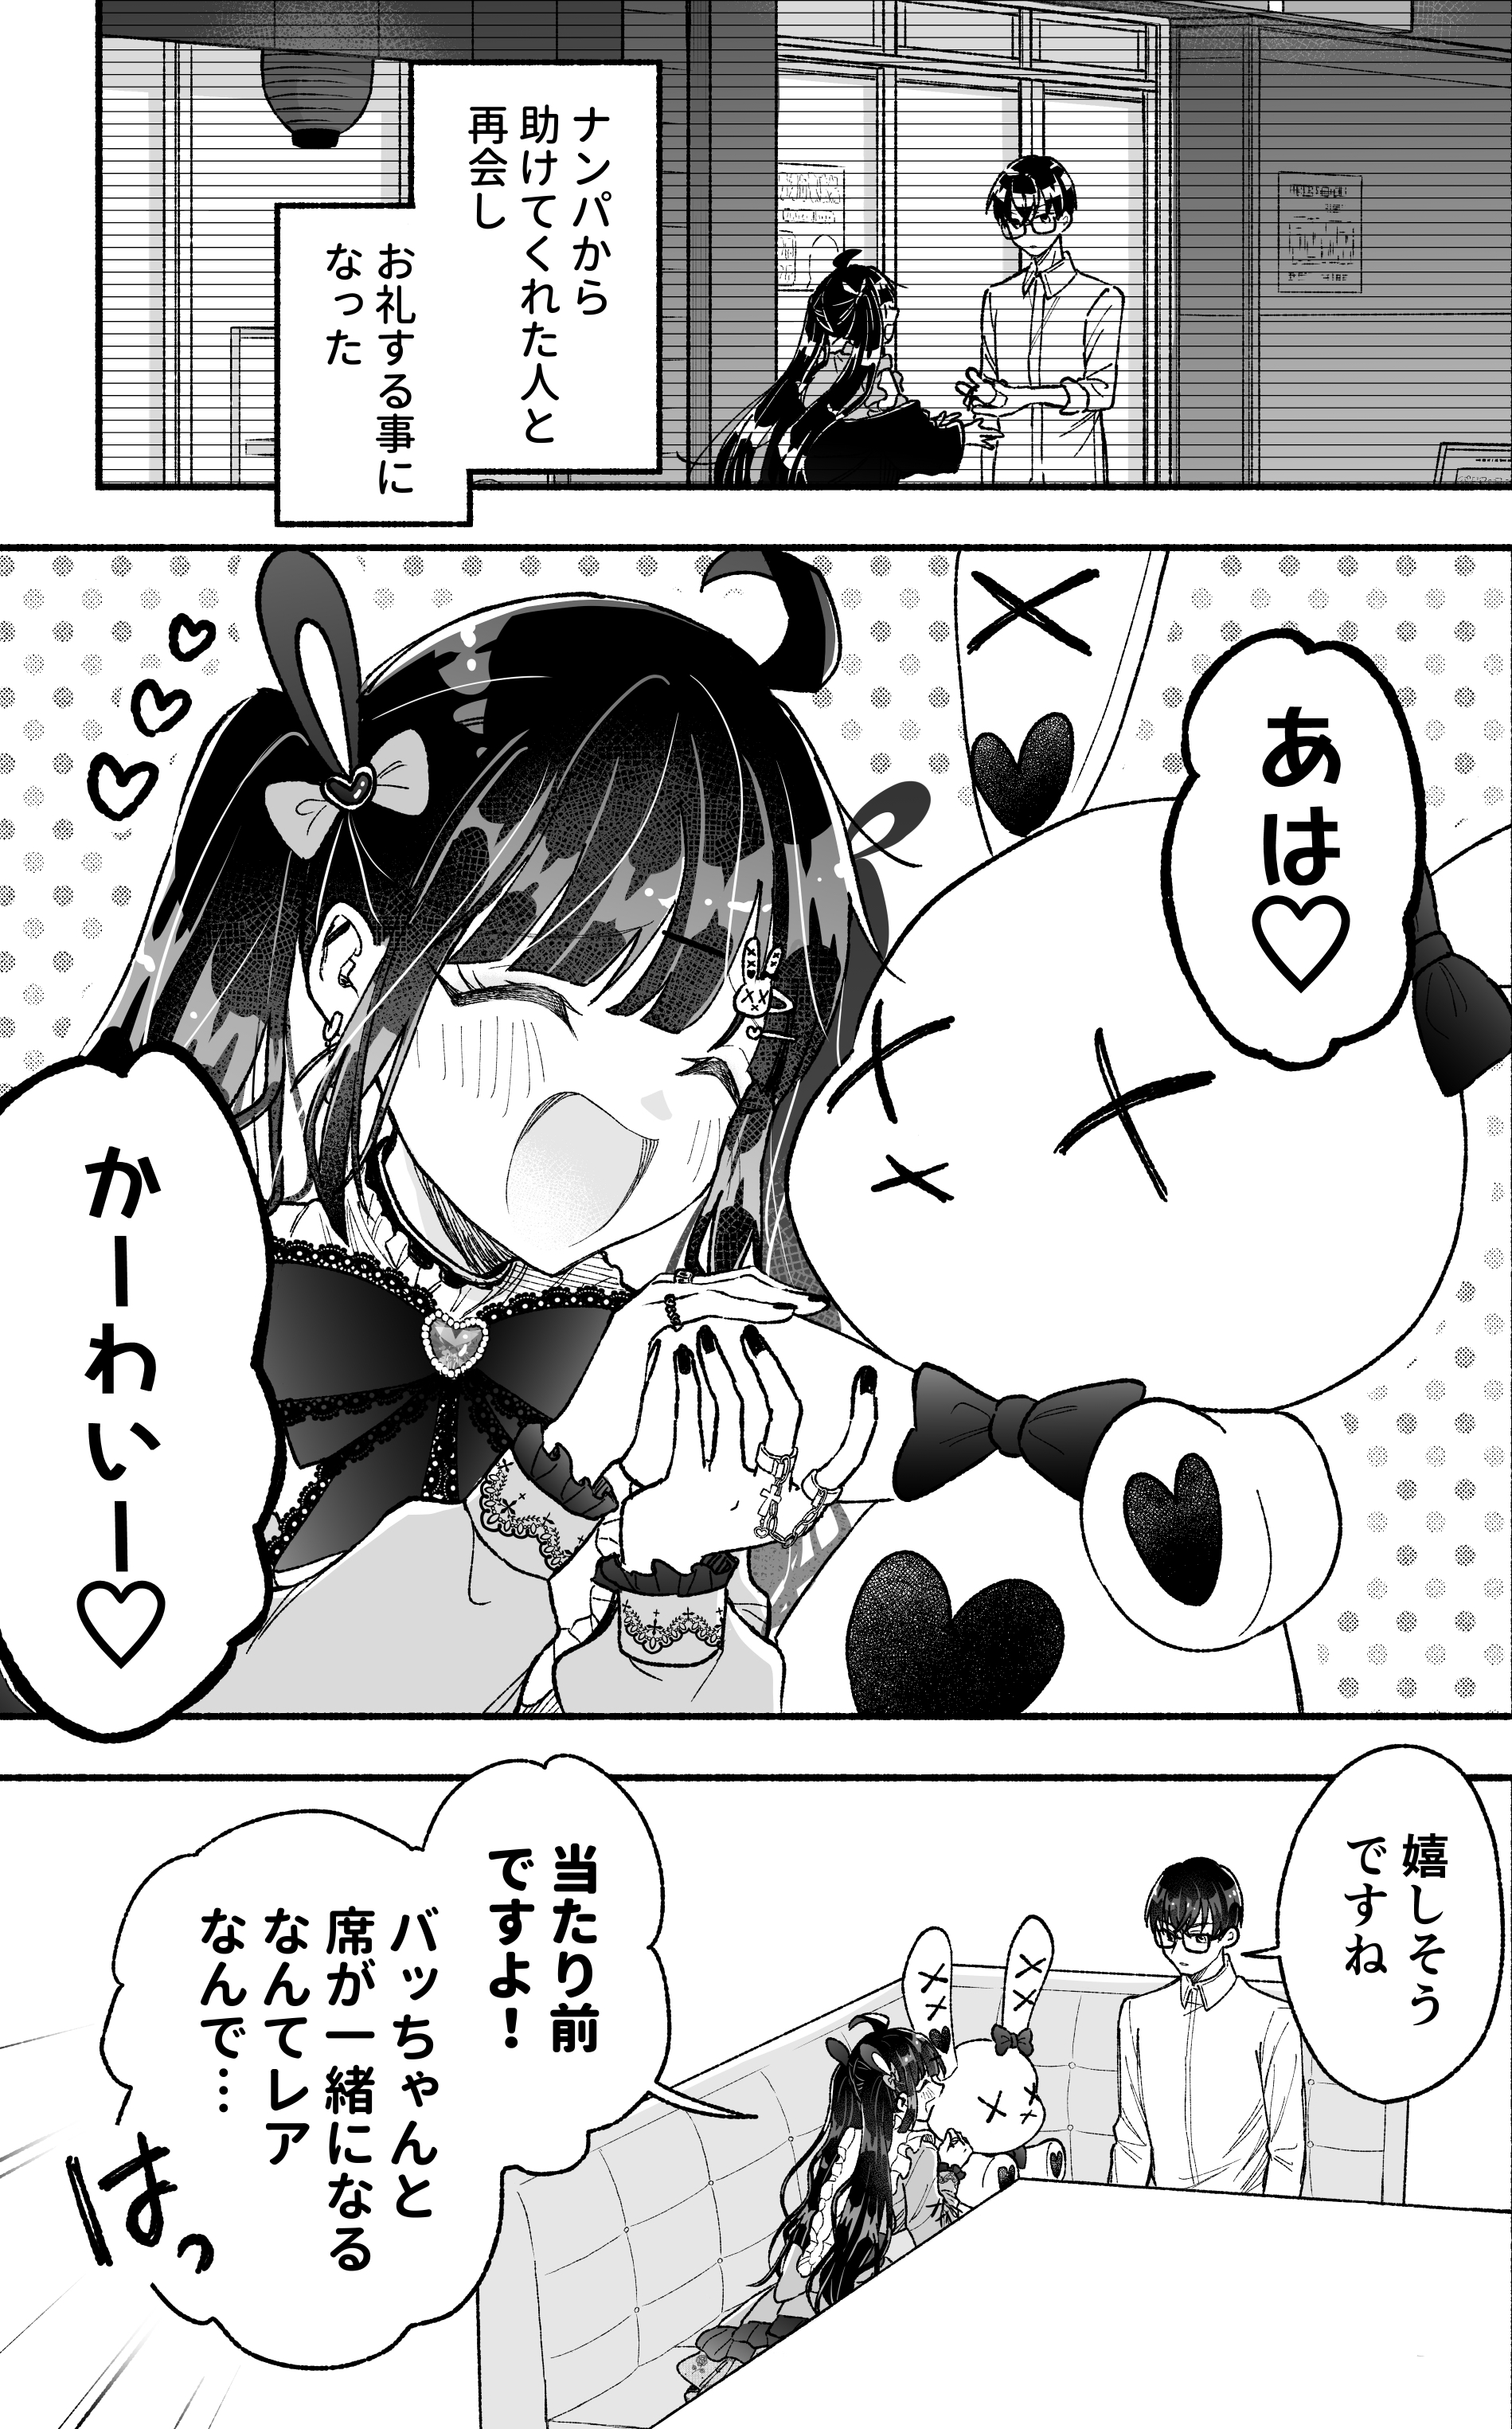 ナンパから
助けてくれた人と
再会し
お礼する事に
なった
あは♡
かーわいー♡
嬉しそう
ですね
当たり前
ですよ！
バッちゃんと
席が一緒になる
なんてレア
なんで…
はっ